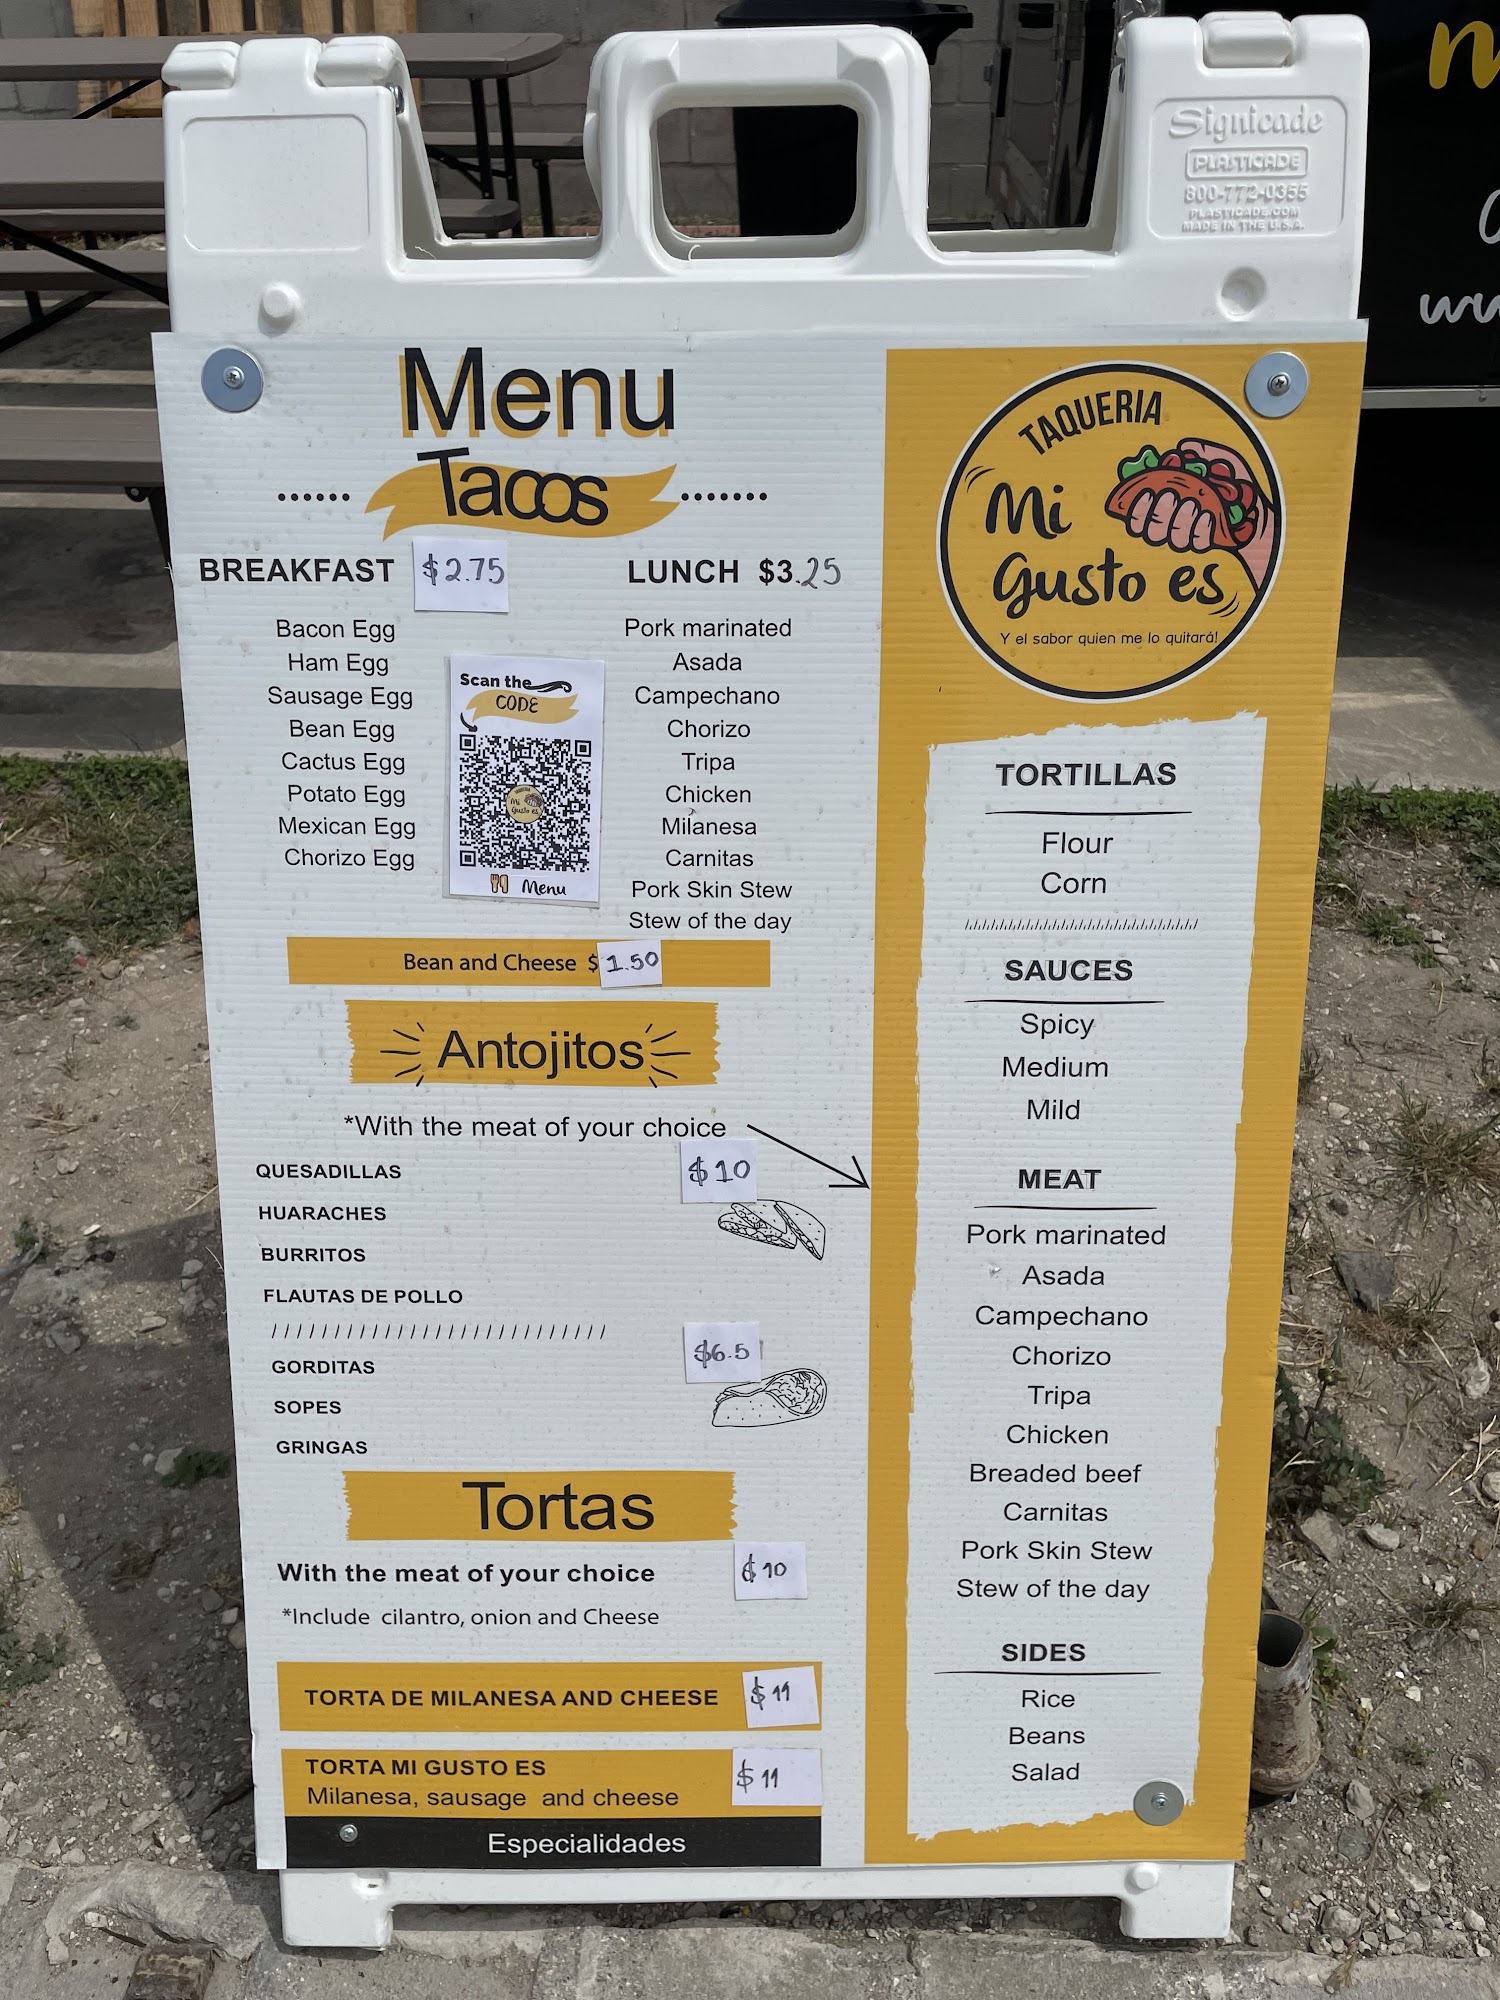 Signicade
PLASTICADE
800-772-0355
PLASTICADE.COM
MADE IN THE U.S.A.
Menu
Tacos
BREAKFAST $2.75
Bacon Egg
Ham Egg
Sausage Egg
Bean Egg
Cactus Egg
Potato Egg
Mexican Egg
Chorizo Egg
Scan the
CODE
TAQUERIA
Mi
Gusto es
Menu
LUNCH $3.25
Pork marinated
Asada
Campechano
Chorizo
Tripa
Chicken
Milanesa
Carnitas
Pork Skin Stew
Stew of the day
Bean and Cheese $ 1.50
Antojitos
*With the meat of your choice
$10
QUESADILLAS
HUARACHES
BURRITOS
FLAUTAS DE POLLO
$6.5
GORDITAS
SOPES
GRINGAS
Tortas
With the meat of your choice $10
*Include cilantro, onion and Cheese
TORTA DE MILANESA AND CHEESE $11
TORTA MI GUSTO ES $11
Milanesa, sausage and cheese
Especialidades
TAQUERIA
Mi
Gusto es
Y el sabor quien me lo quitará!
TORTILLAS
Flour
Corn
SAUCES
Spicy
Medium
Mild
MEAT
Pork marinated
Asada
Campechano
Chorizo
Tripa
Chicken
Breaded beef
Carnitas
Pork Skin Stew
Stew of the day
SIDES
Rice
Beans
Salad